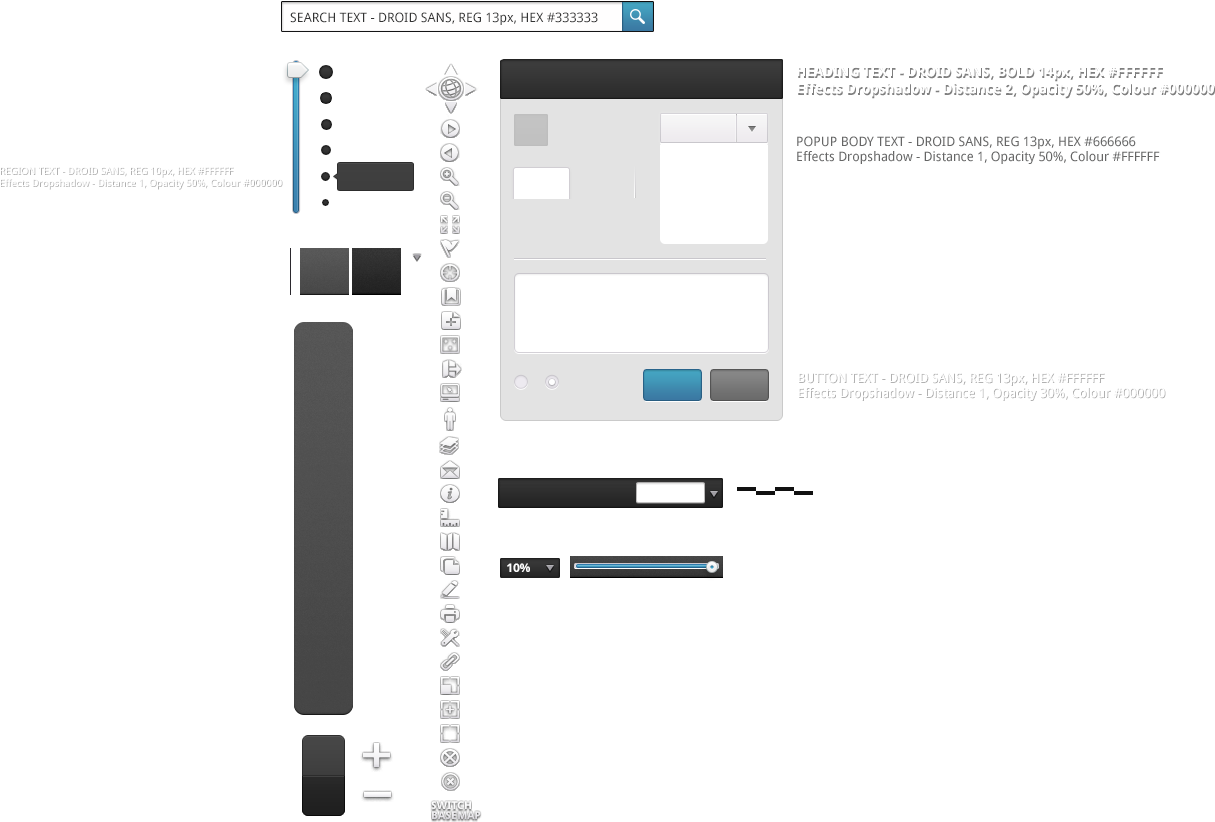 SEARCH TEXT - DROID SANS, REG 13px, HEX #333333
HEADING TEXT - DROID SANS, BOLD 14px, HEX #FFFFFF
Effects Dropshadow - Distance 2, Opacity 50%, Colour #000000
POPUP BODY TEXT - DROID SANS, REG 13px, HEX #666666
Effects Dropshadow - Distance 1, Opacity 50%, Colour #FFFFFF
REGION TEXT - DROID SANS, REG 10px, HEX #FFFFFF
Effects Dropshadow - Distance 1, Opacity 50%, Colour #000000
BUTTON TEXT - DROID SANS, REG 13px, HEX #FFFFFF
Effects Dropshadow - Distance 1, Opacity 30%, Colour #000000
10%
SWITCH
BASEMAP